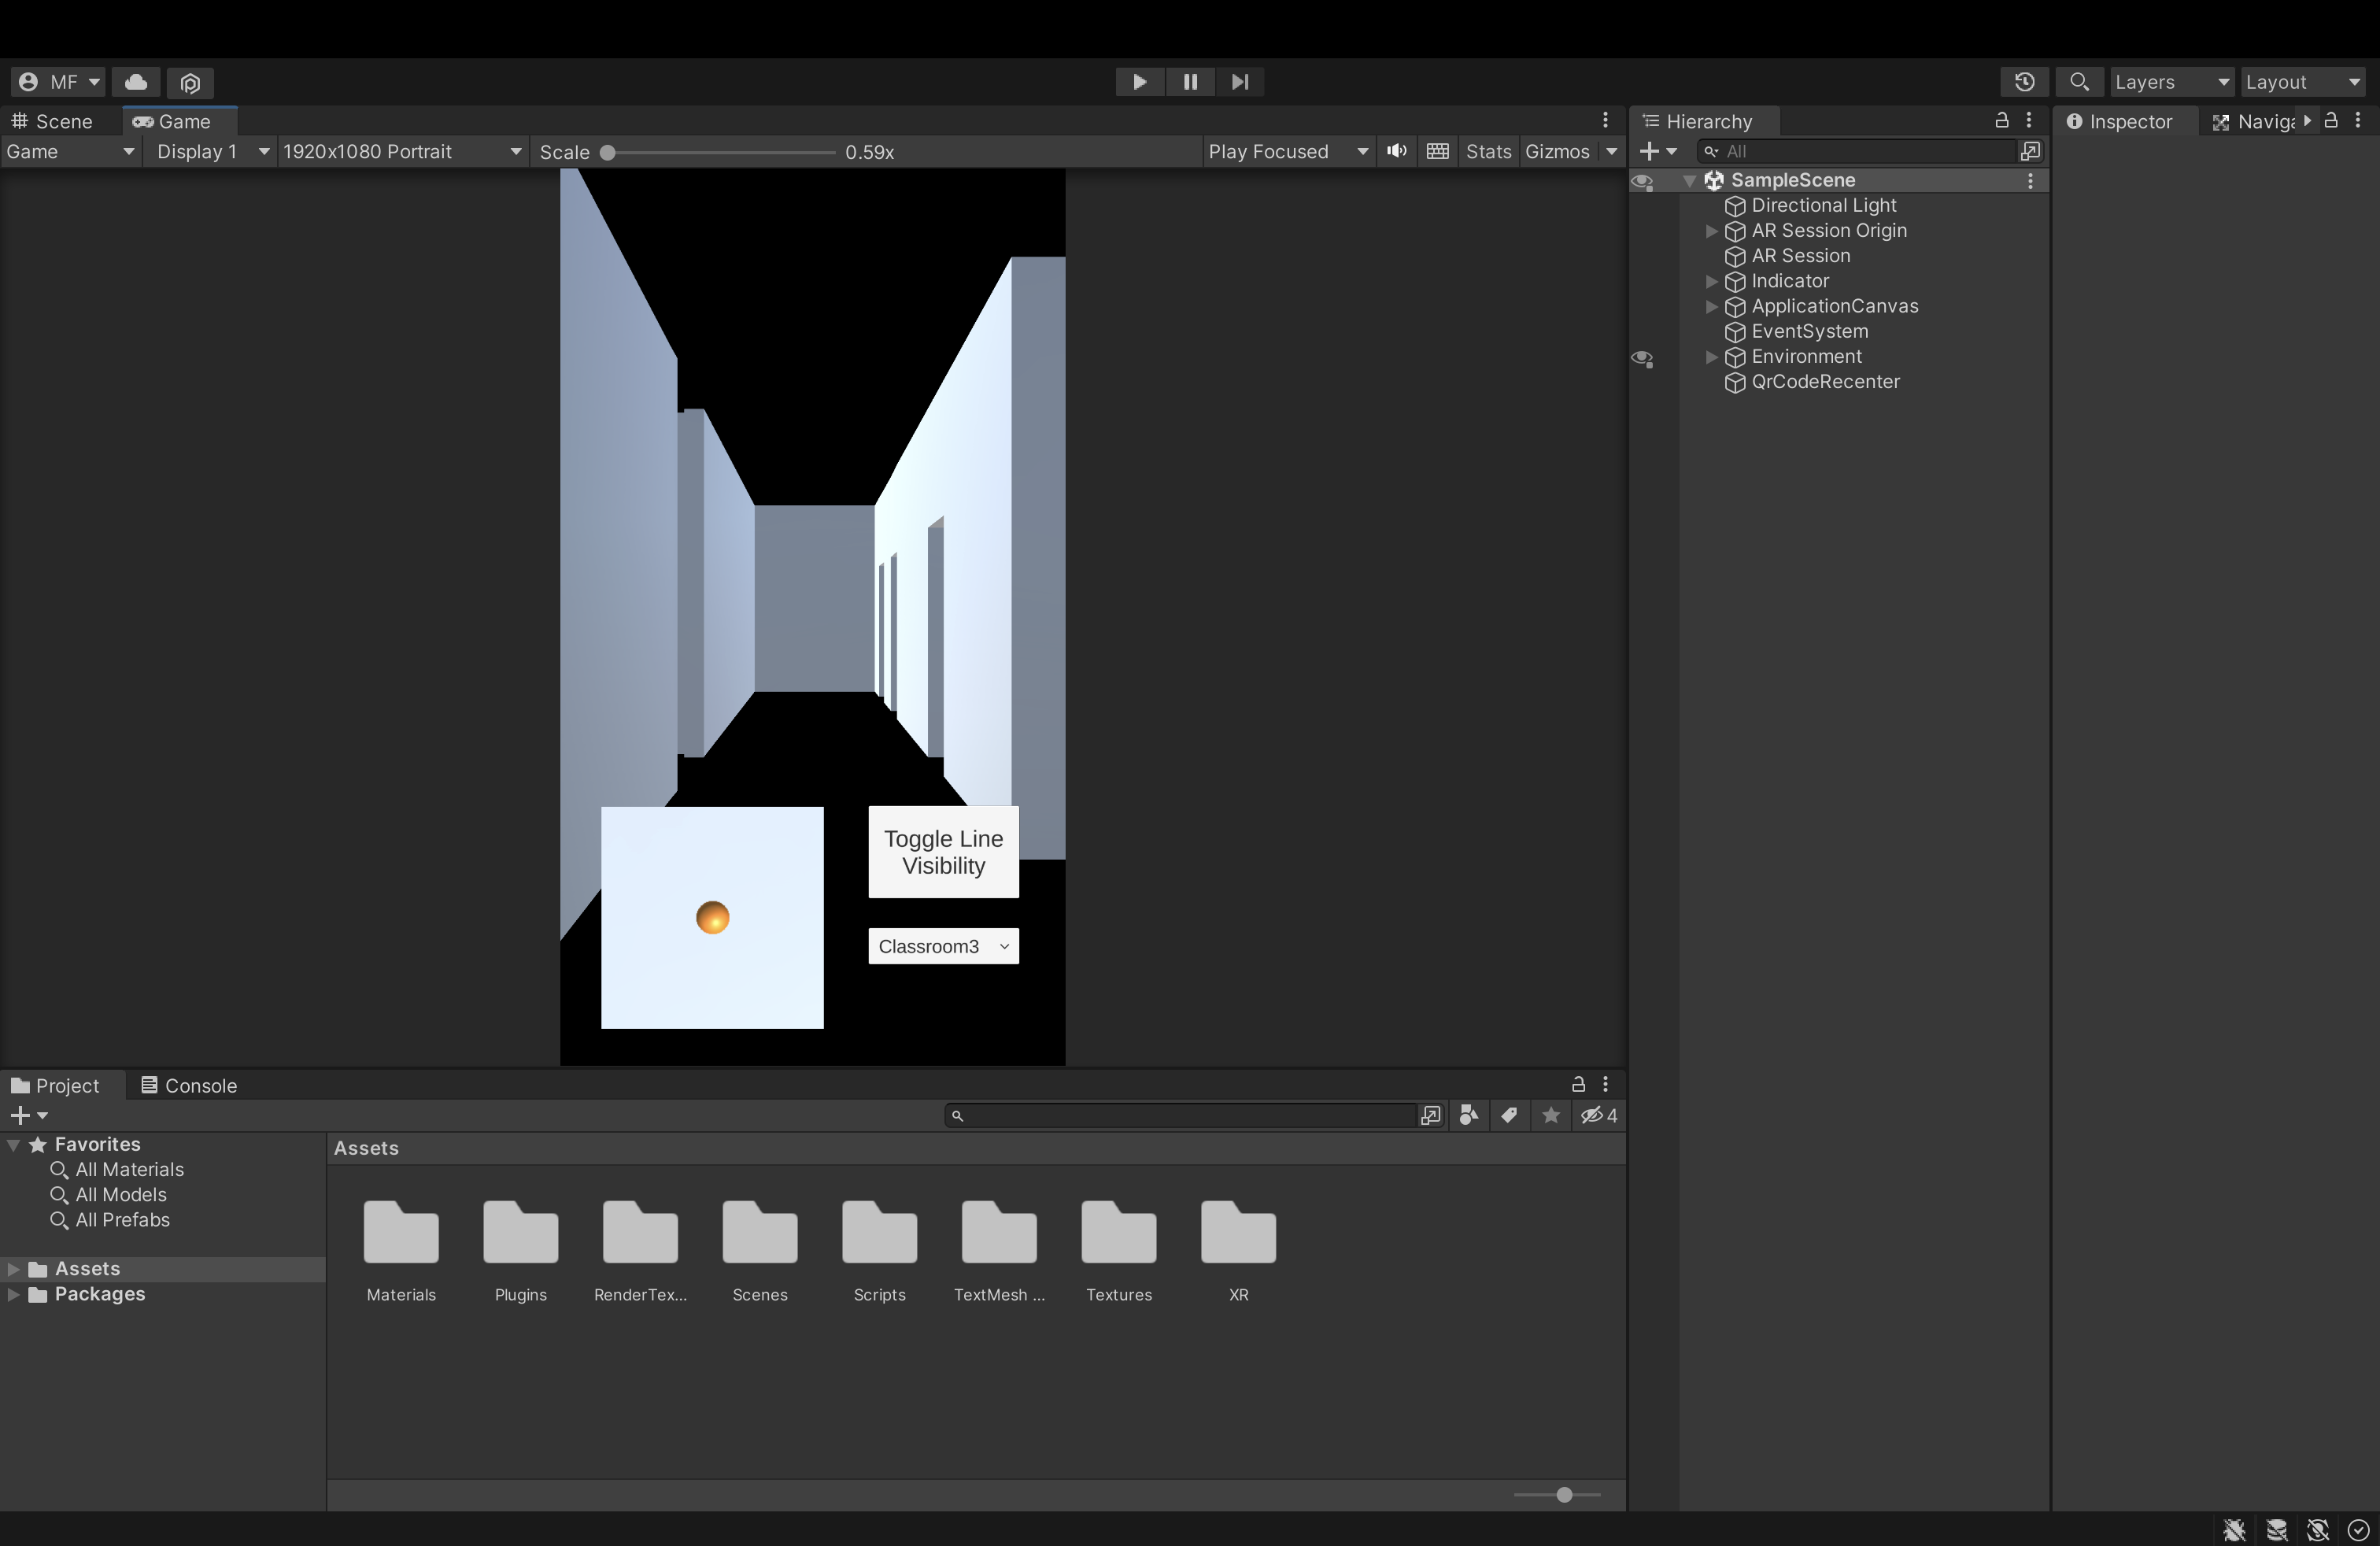 MF
Layers
Layout
Scene
Game
Game
Display 1
1920x1080 Portrait
Scale
0.59x
Play Focused
Stats
Gizmos
Toggle Line
Visibility
Classroom3
Hierarchy
All
SampleScene
Directional Light
AR Session Origin
AR Session
Indicator
ApplicationCanvas
EventSystem
Environment
QrCodeRecenter
Inspector
Naviga
Project
Console
4
Favorites
All Materials
All Models
All Prefabs
Assets
Packages
Assets
Materials
Plugins
RenderTex...
Scenes
Scripts
TextMesh ...
Textures
XR